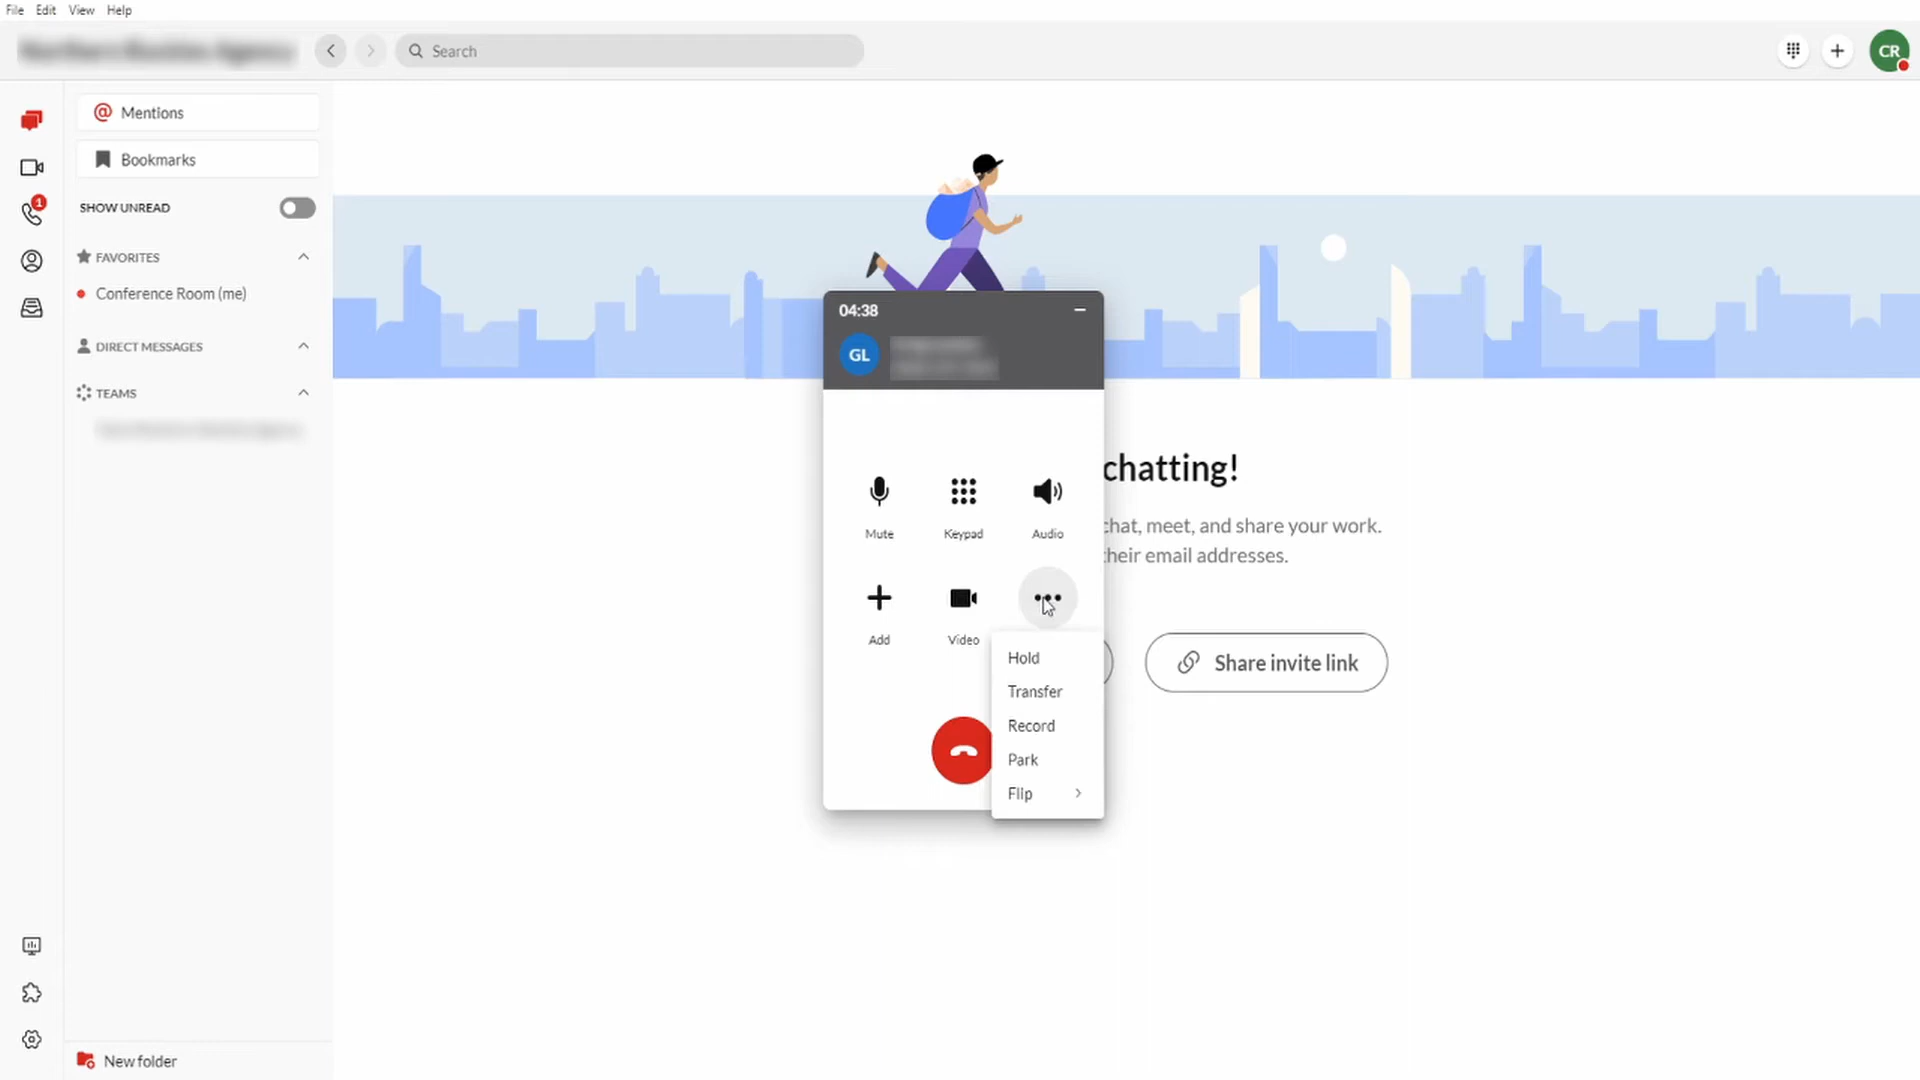 File Edit View Help
Search
CR
@ Mentions
Bookmarks
SHOW UNREAD
1
FAVORITES
Conference Room (me)
DIRECT MESSAGES
TEAMS
New folder
04:38
GL
Mute Keypad Audio
Add Video
Hold
Transfer
Record
Park
Flip
chatting!
chat, meet, and share your work.
their email addresses.
Share invite link